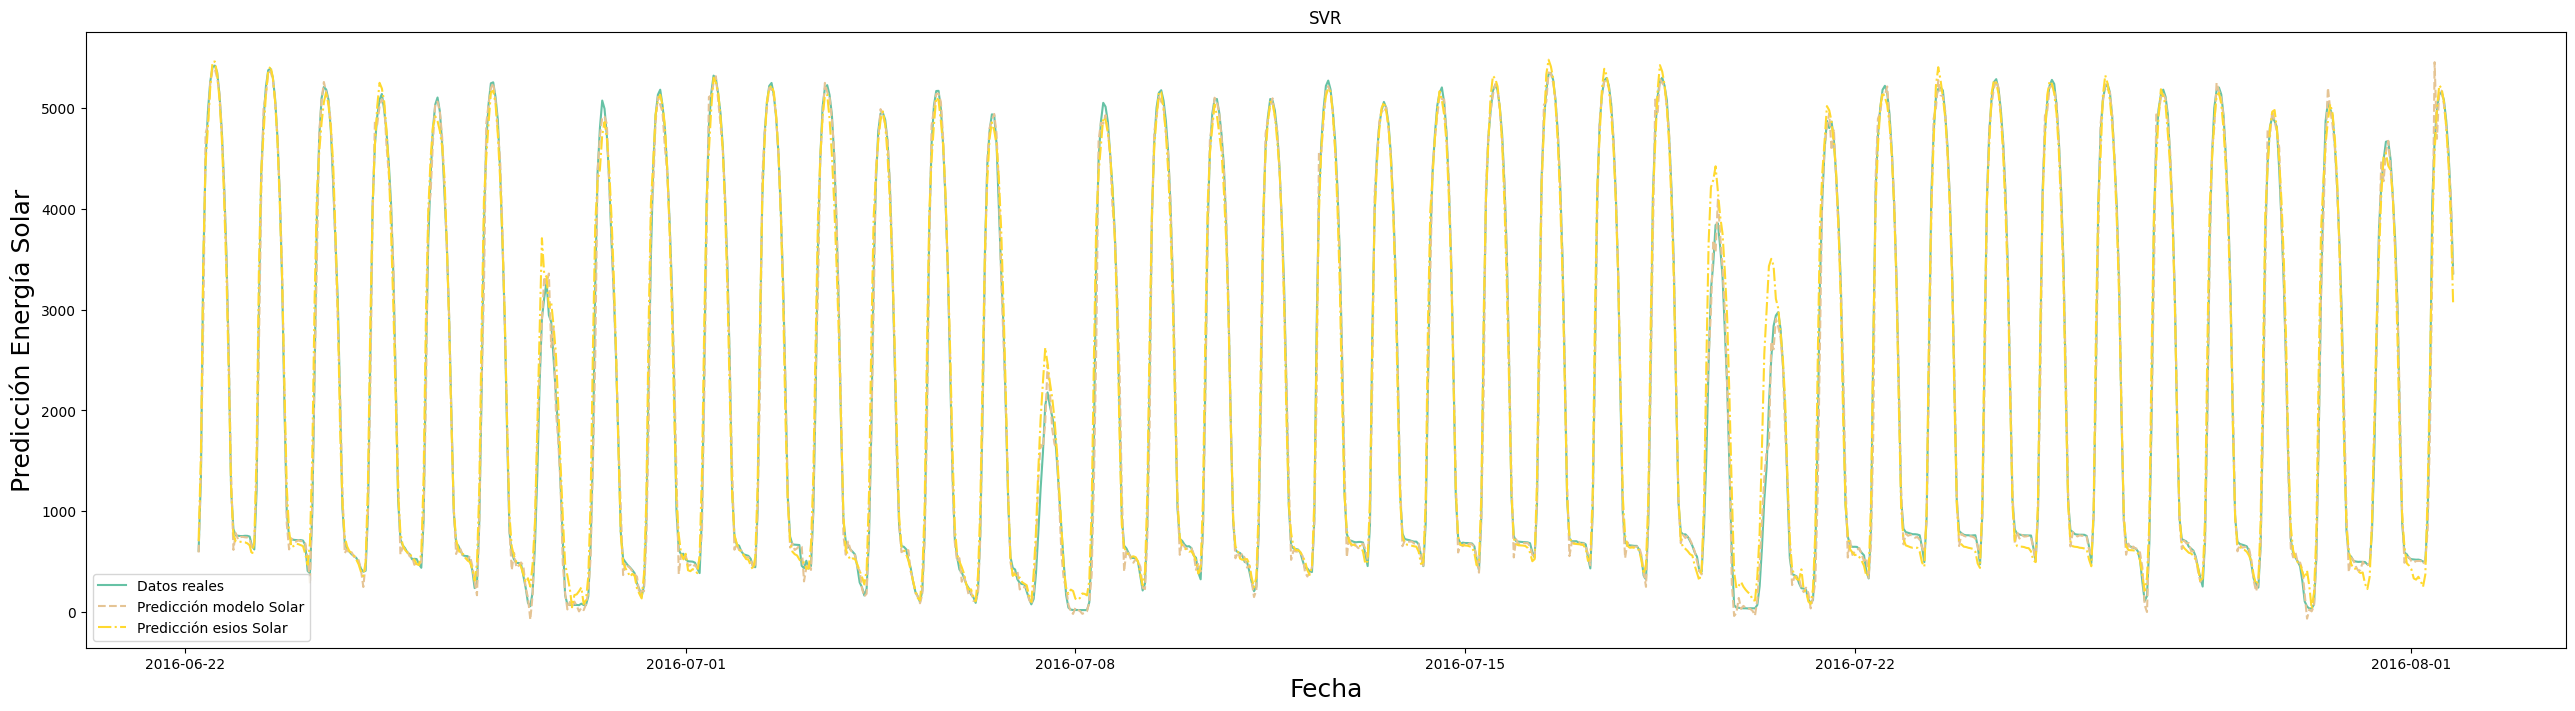 SVR
Predicción Energía Solar
5000
4000
3000
2000
1000
0
Datos reales
Predicción modelo Solar
Predicción esios Solar
2016-06-22
2016-07-01
2016-07-08
2016-07-15
2016-07-22
2016-08-01
Fecha